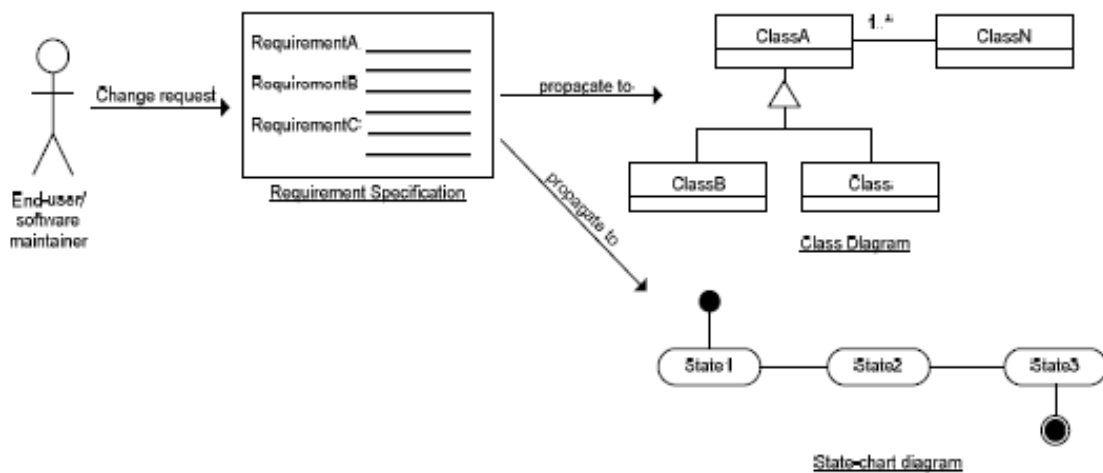 RequirementA
RequirementB
RequirementC:
Requirement Specification
Change request
End-user/
software
maintainer
propagate to
propagate to
ClassA
1..*
ClassN
ClassB
Class
Class Diagram
State1
State2
State3
State-chart diagram